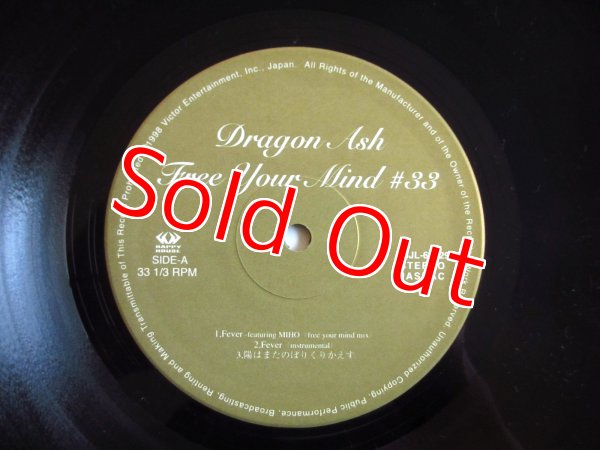 Dragon Ash
Free Your Mind #33
Sold Out
HAPPY HOUSE
SIDE-A
33 1/3 RPM
STEREO
1,Fever featuring MIHO free your mind mix
2,Fever instrumental
3,陽はまたのぼりくりかえす
1998 Victor Entertainment, Inc., Japan. All Rights of the Manufacturer and of the Owner of the Recorded Work Reserved. Unauthorized Copying, Public Performance, Broadcasting, Renting and Making Transmittable of This Record Prohibited.